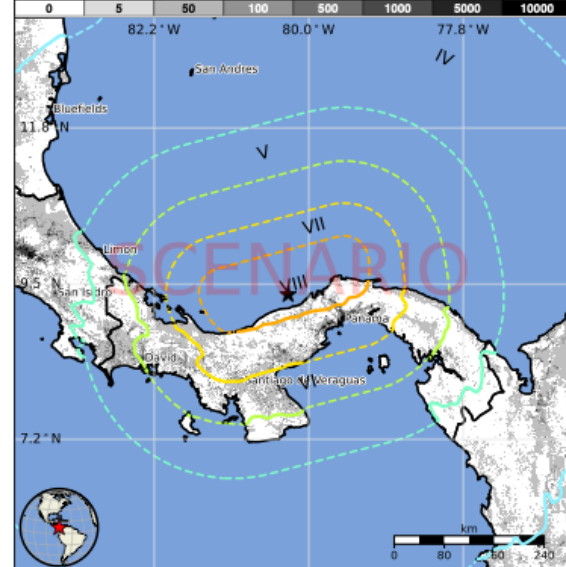 0 5 50 100 500 1000 5000 10000
82.2°W 80.0°W 77.8°W
IV
San Andres
Bluefields
11.8°N
V
VII
Limon
SCENARIO
9.5°N
VIII
San Isidro
Panama
David
Santiago de Veraguas
7.2°N
km
0 80 160 240